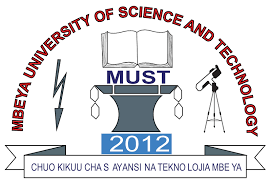 MBEYA UNIVERSITY OF SCIENCE AND TECHNOLOGY
MUST
2012
CHUO KIKUU CHA S AYANSI NA TEKNO LOJIA MBE YA